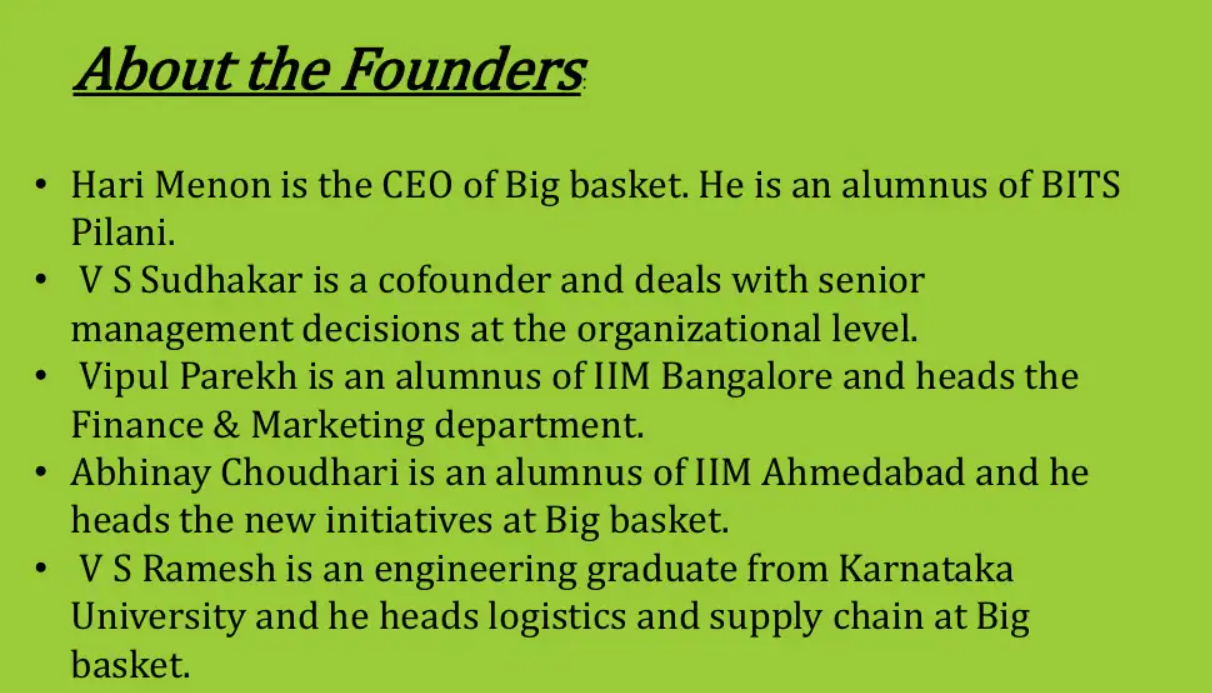 About the Founders:
• Hari Menon is the CEO of Big basket. He is an alumnus of BITS
Pilani.
• V S Sudhakar is a cofounder and deals with senior
management decisions at the organizational level.
• Vipul Parekh is an alumnus of IIM Bangalore and heads the
Finance & Marketing department.
• Abhinay Choudhari is an alumnus of IIM Ahmedabad and he
heads the new initiatives at Big basket.
• V S Ramesh is an engineering graduate from Karnataka
University and he heads logistics and supply chain at Big
basket.